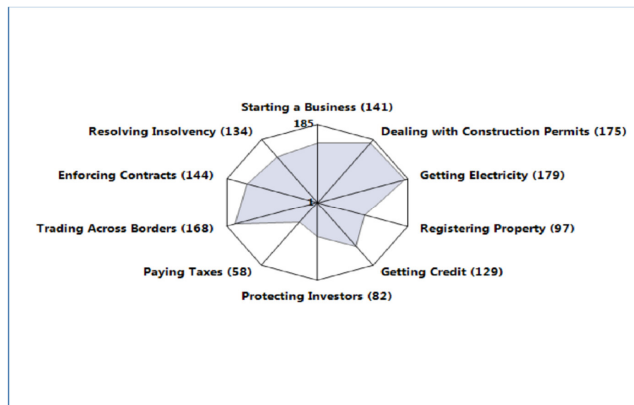 Starting a Business (141)
185
Resolving Insolvency (134)
Dealing with Construction Permits (175)
Enforcing Contracts (144)
Getting Electricity (179)
1
Trading Across Borders (168)
Registering Property (97)
Paying Taxes (58)
Getting Credit (129)
Protecting Investors (82)